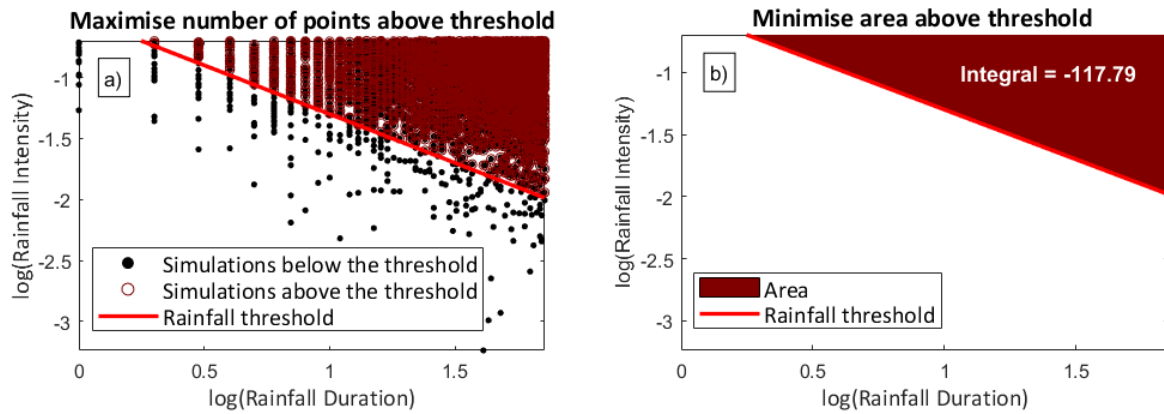 Maximise number of points above threshold
a)
-1
-1.5
-2
-2.5
-3
log(Rainfall Intensity)
Simulations below the threshold
Simulations above the threshold
Rainfall threshold
0
0.5
1
1.5
log(Rainfall Duration)
Minimise area above threshold
b)
Integral = -117.79
-1
-1.5
-2
-2.5
-3
log(Rainfall Intensity)
Area
Rainfall threshold
0
0.5
1
1.5
log(Rainfall Duration)